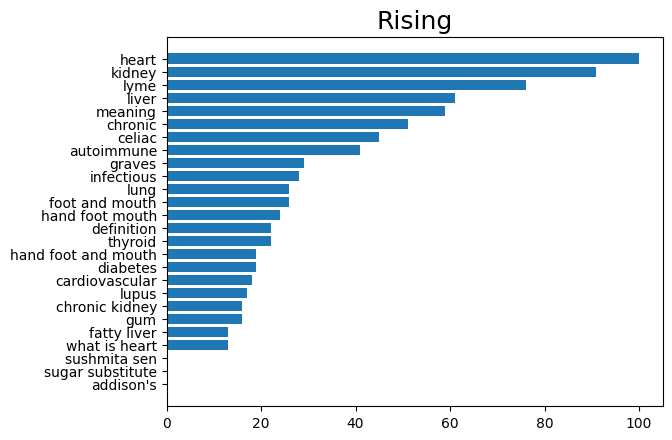 Rising
heart
kidney
lyme
liver
meaning
chronic
celiac
autoimmune
graves
infectious
lung
foot and mouth
hand foot mouth
definition
thyroid
hand foot and mouth
diabetes
cardiovascular
lupus
chronic kidney
gum
fatty liver
what is heart
sushmita sen
sugar substitute
addison's
0 20 40 60 80 100